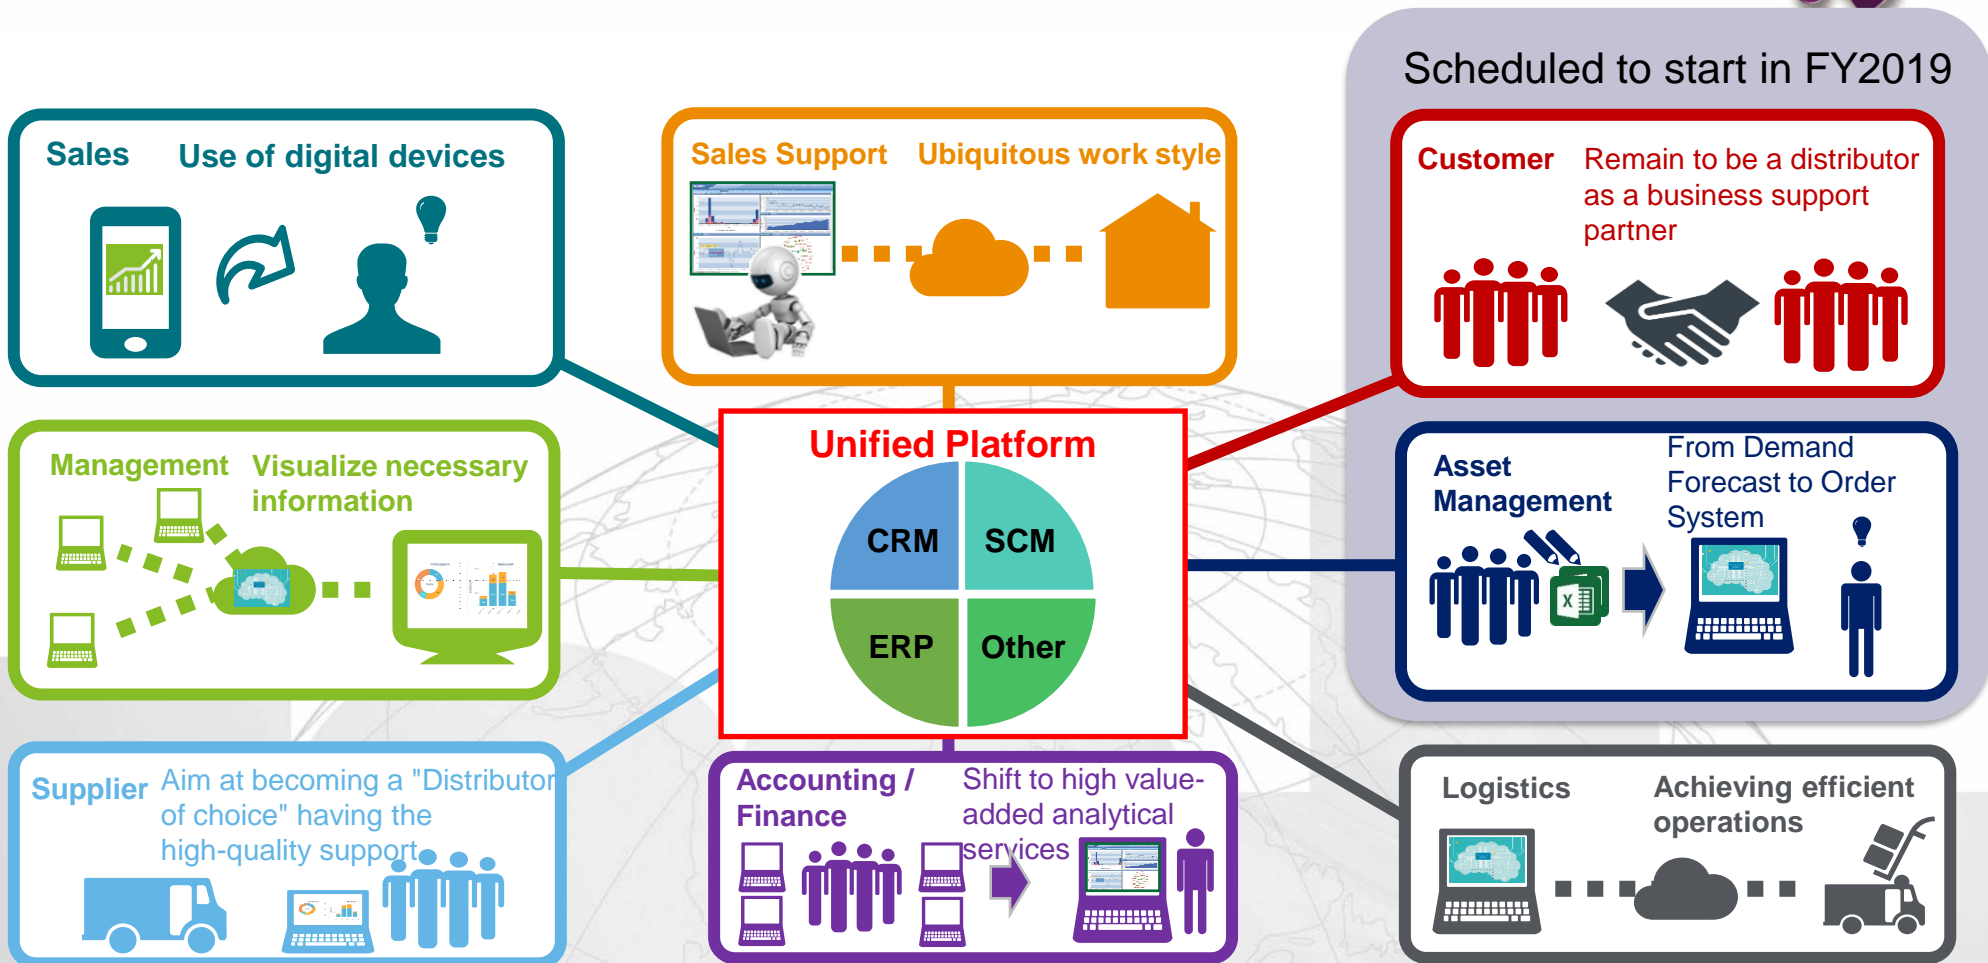 Scheduled to start in FY2019
Sales
Use of digital devices
Sales Support
Ubiquitous work style
Customer
Remain to be a distributor
as a business support
partner
Management
Visualize necessary
information
Unified Platform
CRM
SCM
ERP
Other
Asset
Management
From Demand
Forecast to Order
System
Supplier
Aim at becoming a "Distributor
of choice" having the
high-quality support
Accounting /
Finance
Shift to high value-
added analytical
services
Logistics
Achieving efficient
operations